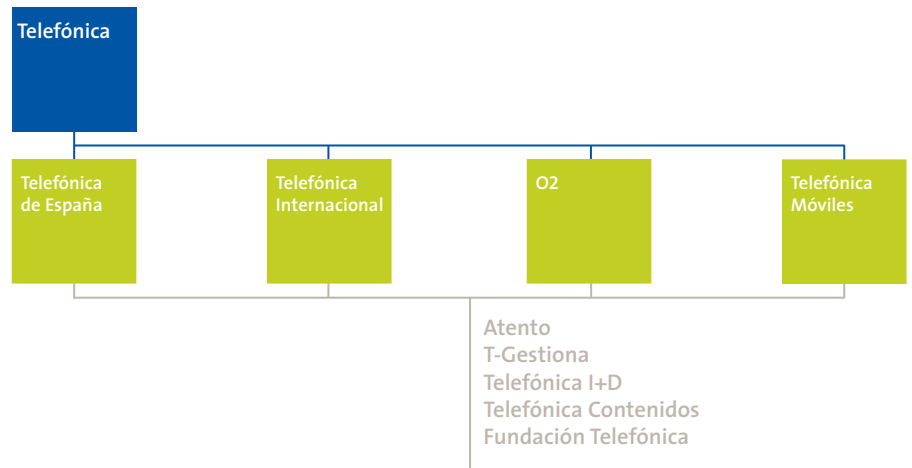 Telefónica
Telefónica
de España
Telefónica
Internacional
O2
Telefónica
Móviles
Atento
T-Gestiona
Telefónica I+D
Telefónica Contenidos
Fundación Telefónica